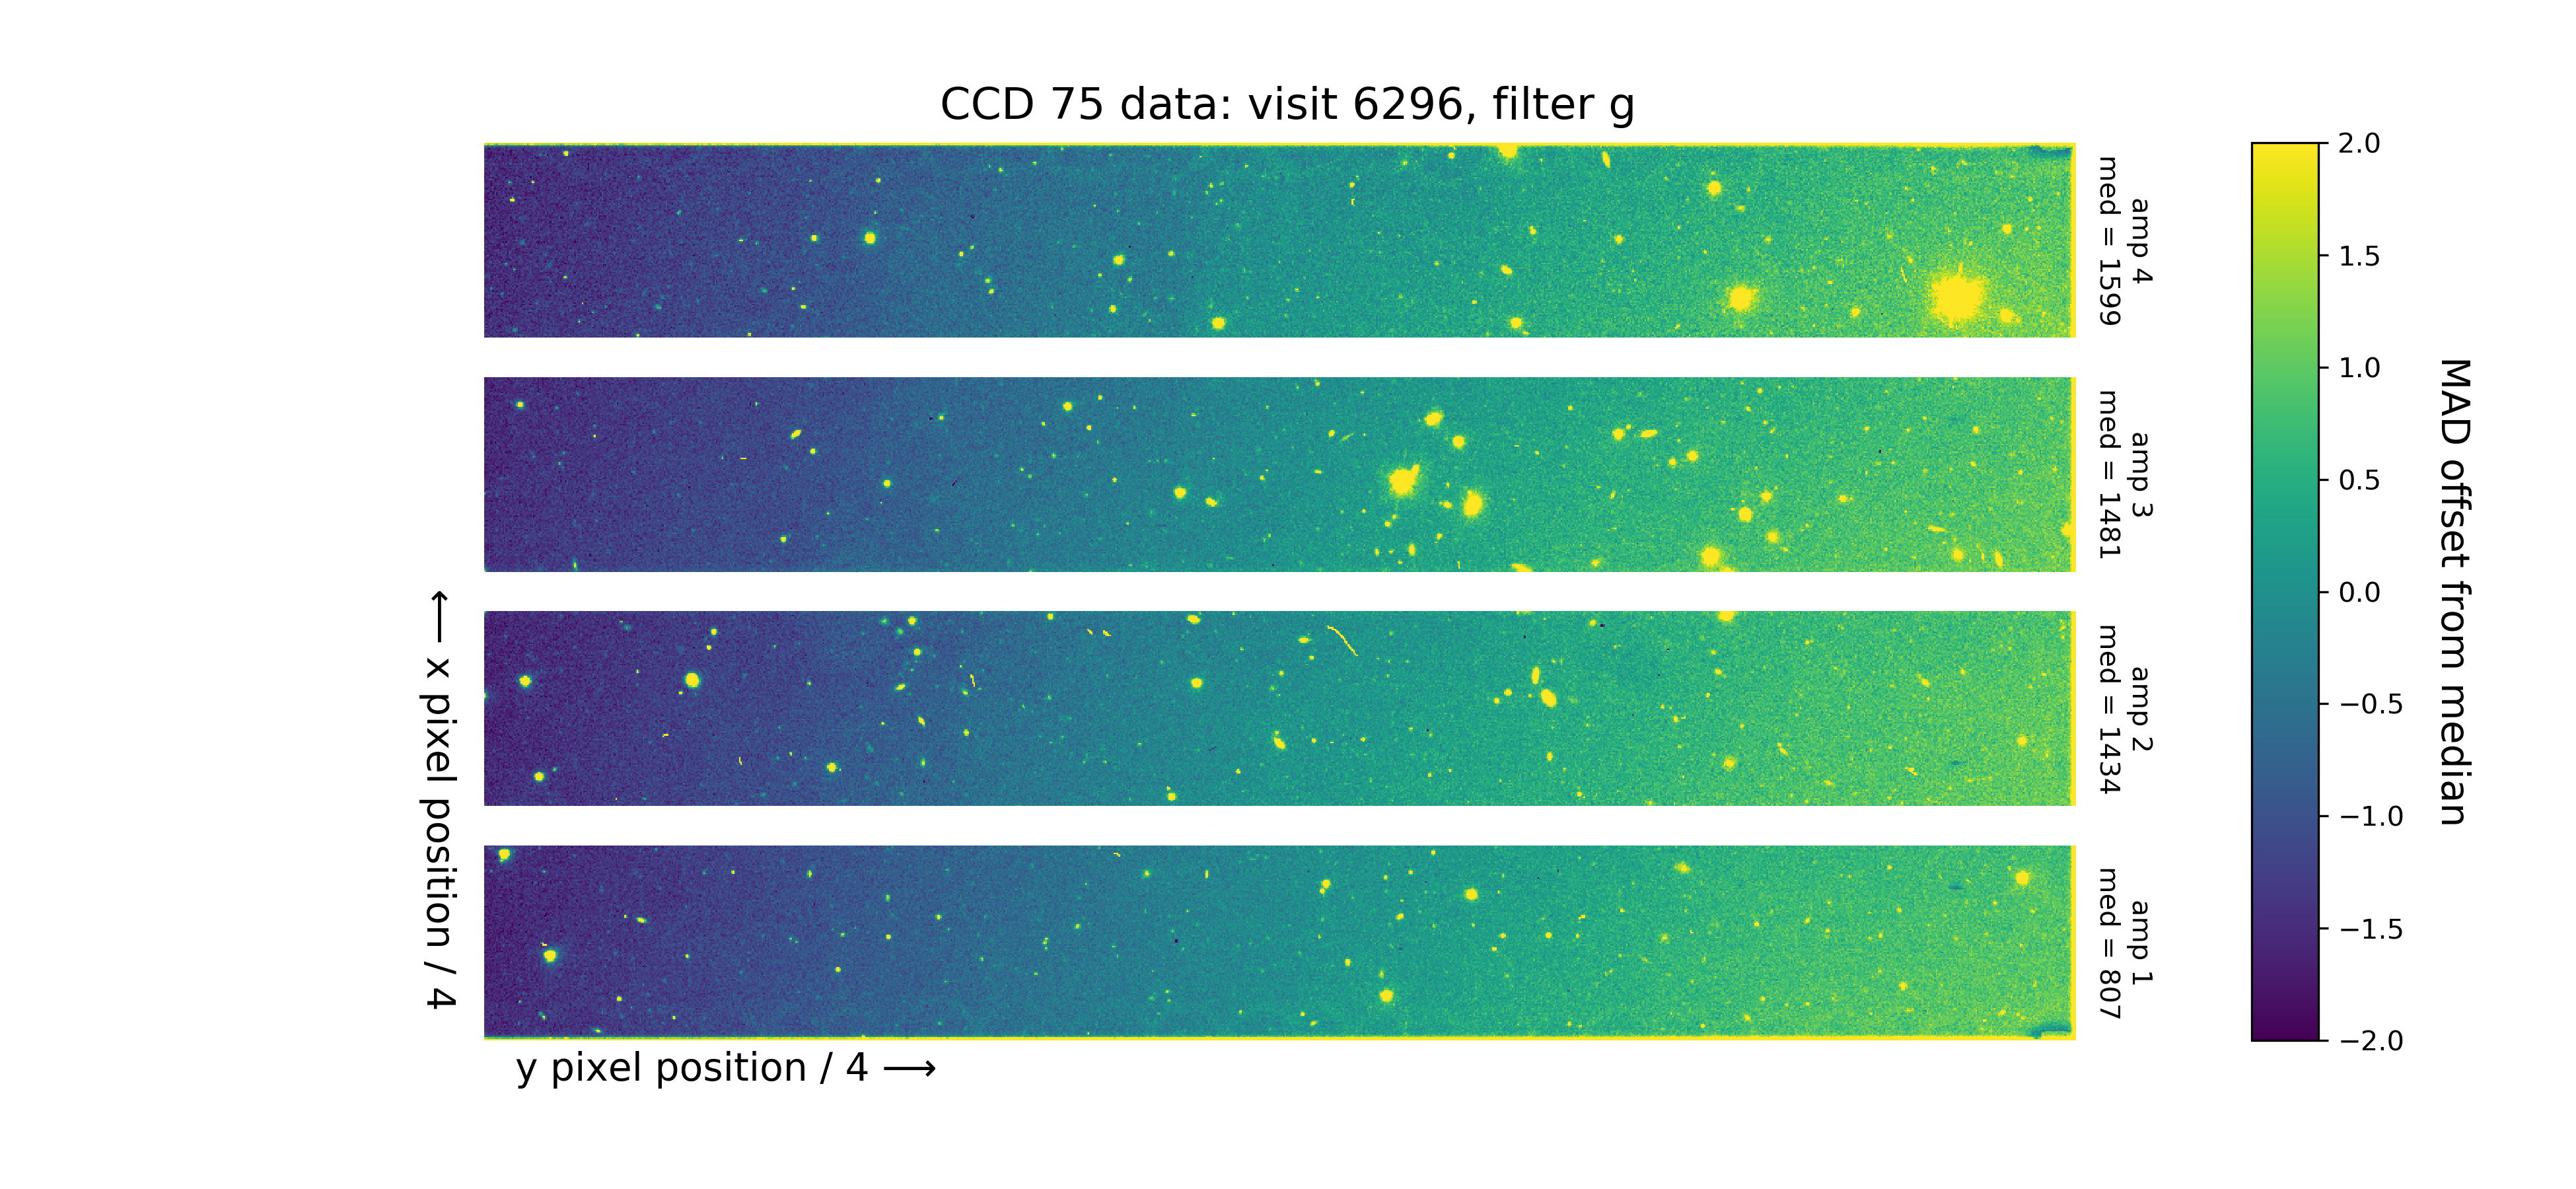 CCD 75 data: visit 6296, filter g
amp 4
med = 1599
amp 3
med = 1481
amp 2
med = 1434
amp 1
med = 807
⟵ x pixel position / 4
y pixel position / 4 ⟶
2.0
1.5
1.0
0.5
0.0
−0.5
−1.0
−1.5
−2.0
MAD offset from median